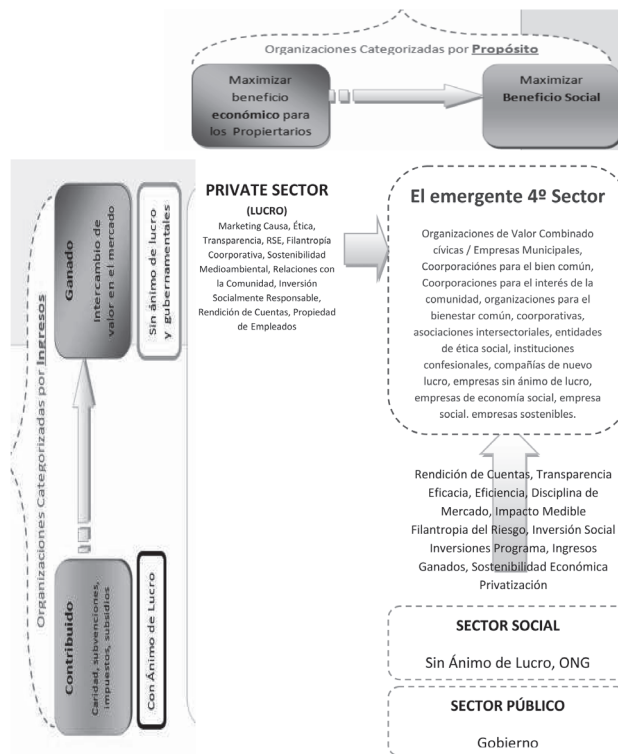 Organizaciones Categorizadas por Propósito
Maximizar
beneficio
económico para
los Propiertarios
Maximizar
Beneficio Social
Organizaciones Categorizadas por Ingresos
Ganado
Intercambio de
valor en el mercado
Sin ánimo de lucro
y gubernamentales
Contribuido
Caridad, subvenciones,
impuestos, subsidios
Con Ánimo de Lucro
PRIVATE SECTOR
(LUCRO)
Marketing Causa, Ética,
Transparencia, RSE, Filantropía
Coorporativa, Sostenibilidad
Medioambiental, Relaciones con
la Comunidad, Inversión
Socialmente Responsable,
Rendición de Cuentas, Propiedad
de Empleados
El emergente 4º Sector
Organizaciones de Valor Combinado
cívicas / Empresas Municipales,
Coorporaciónes para el bien común,
Coorporaciones para el interés de la
comunidad, organizaciones para el
bienestar común, coorporativas,
asociaciones intersectoriales, entidades
de ética social, instituciones
confesionales, compañías de nuevo
lucro, empresas sin ánimo de lucro,
empresas de economía social, empresa
social. empresas sostenibles.
Rendición de Cuentas, Transparencia
Eficacia, Eficiencia, Disciplina de
Mercado, Impacto Medible
Filantropia del Riesgo, Inversión Social
Inversiones Programa, Ingresos
Ganados, Sostenibilidad Económica
Privatización
SECTOR SOCIAL
Sin Ánimo de Lucro, ONG
SECTOR PÚBLICO
Gobierno